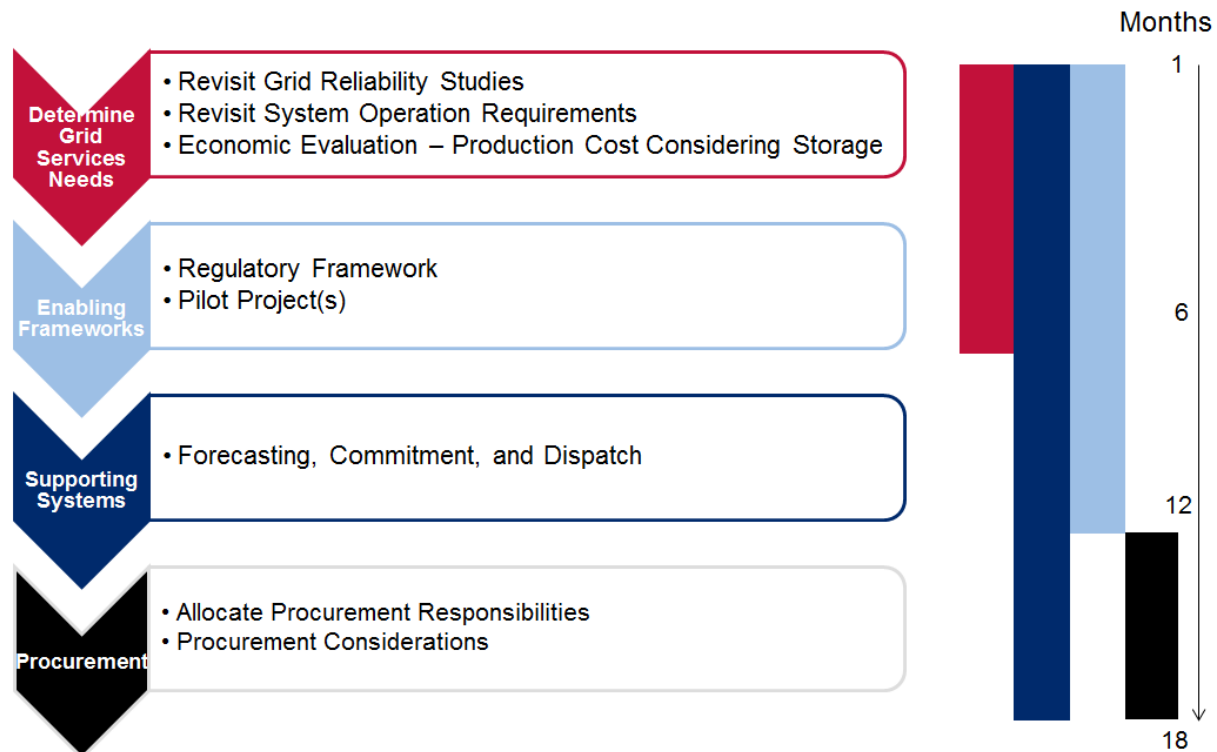 Months
1
Determine
Grid
Services
Needs
• Revisit Grid Reliability Studies
• Revisit System Operation Requirements
• Economic Evaluation – Production Cost Considering Storage
Enabling
Frameworks
• Regulatory Framework
• Pilot Project(s)
6
Supporting
Systems
• Forecasting, Commitment, and Dispatch
12
Procurement
• Allocate Procurement Responsibilities
• Procurement Considerations
18